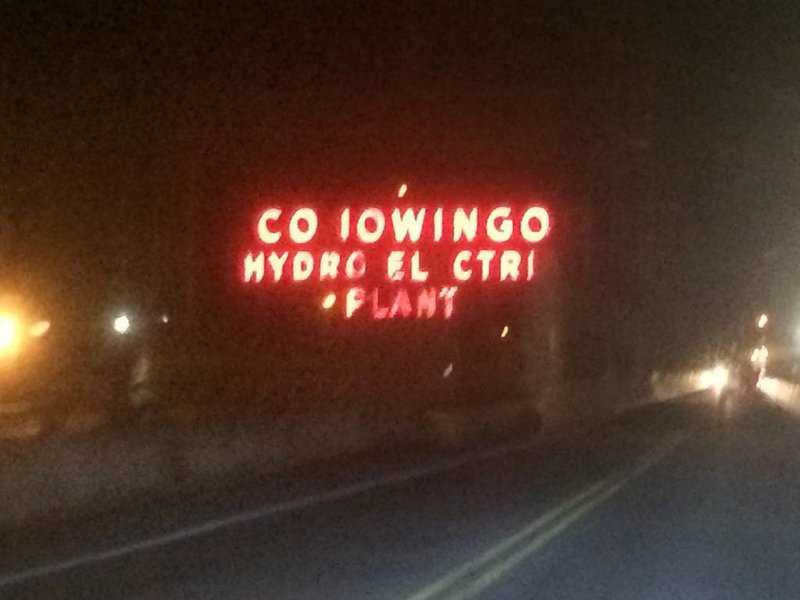 CO IOWINGO
HYDRO EL CTRI
PLANT